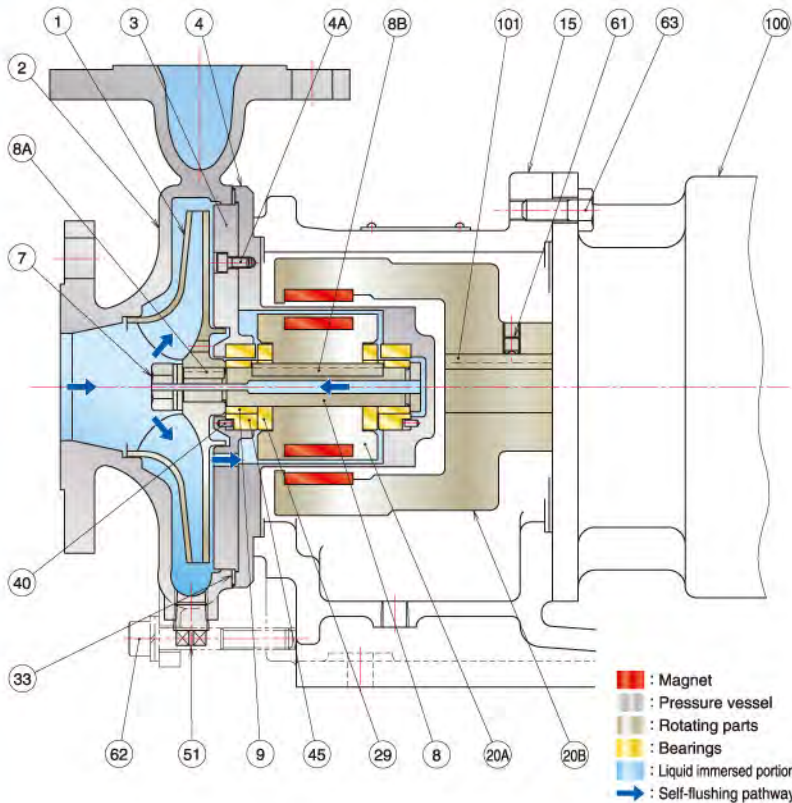 1 3 4 4A 8B 101 15 61 63 100
2
8A
7
40
33
62 51 9 45 29 8 20A 20B
: Magnet
: Pressure vessel
: Rotating parts
: Bearings
: Liquid immersed portion
: Self-flushing pathway